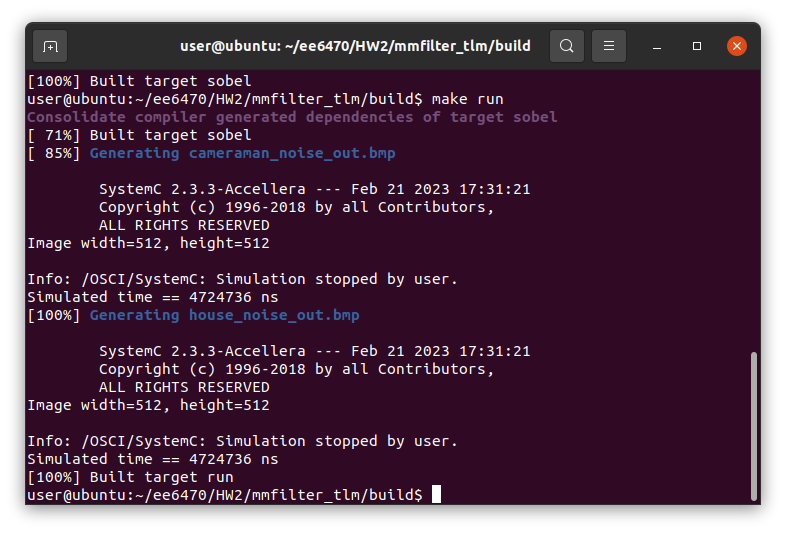 user@ubuntu: ~/ee6470/HW2/mmfilter_tlm/build
[100%] Built target sobel
user@ubuntu:~/ee6470/HW2/mmfilter_tlm/build$ make run
Consolidate compiler generated dependencies of target sobel
[ 71%] Built target sobel
[ 85%] Generating cameraman_noise_out.bmp
SystemC 2.3.3-Accellera --- Feb 21 2023 17:31:21
Copyright (c) 1996-2018 by all Contributors,
ALL RIGHTS RESERVED
Image width=512, height=512
Info: /OSCI/SystemC: Simulation stopped by user.
Simulated time == 4724736 ns
[100%] Generating house_noise_out.bmp
SystemC 2.3.3-Accellera --- Feb 21 2023 17:31:21
Copyright (c) 1996-2018 by all Contributors,
ALL RIGHTS RESERVED
Image width=512, height=512
Info: /OSCI/SystemC: Simulation stopped by user.
Simulated time == 4724736 ns
[100%] Built target run
user@ubuntu:~/ee6470/HW2/mmfilter_tlm/build$